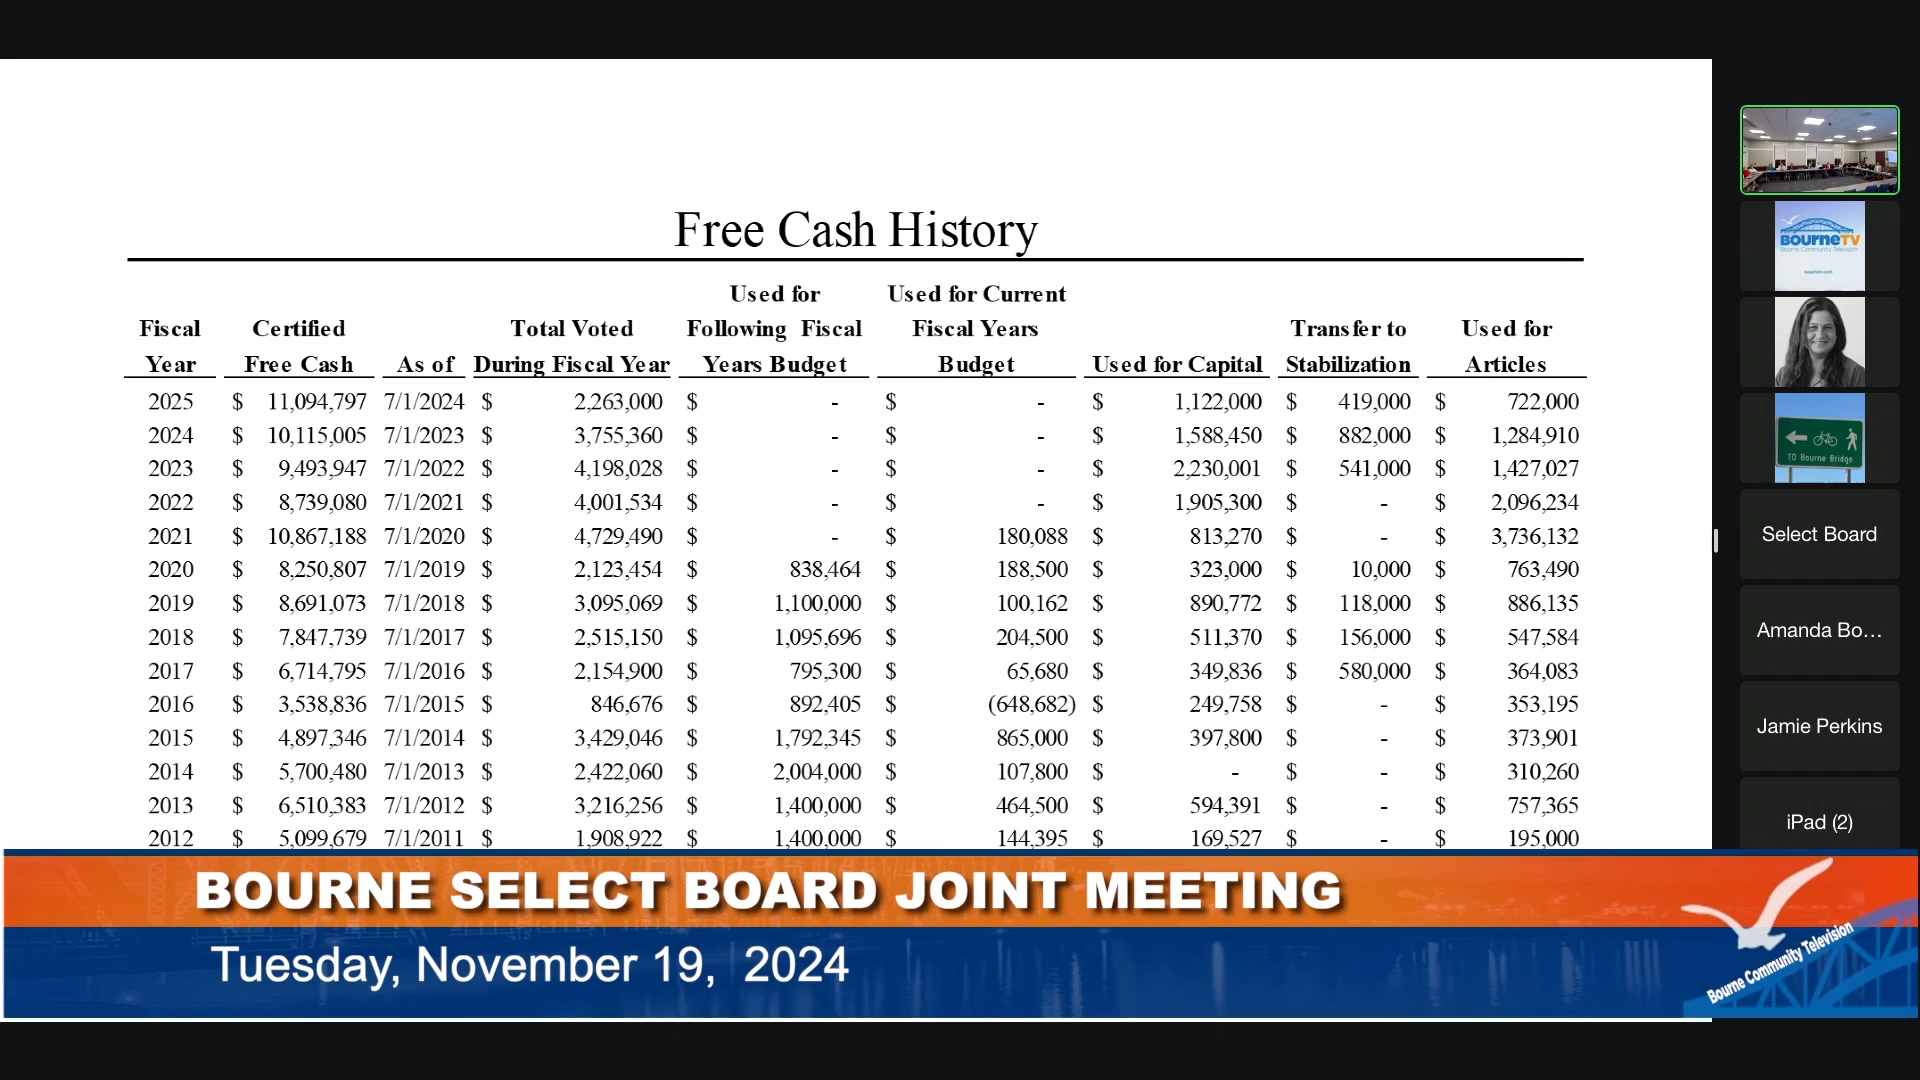 Free Cash History
Used for Used for Current
Fiscal Certified Total Voted Following Fiscal Fiscal Years Transfer to Used for
Year Free Cash As of During Fiscal Year Years Budget Budget Used for Capital Stabilization Articles
2025 $ 11,094,797 7/1/2024 $ 2,263,000 $ - $ - $ 1,122,000 $ 419,000 $ 722,000
2024 $ 10,115,005 7/1/2023 $ 3,755,360 $ - $ - $ 1,588,450 $ 882,000 $ 1,284,910
2023 $ 9,493,947 7/1/2022 $ 4,198,028 $ - $ - $ 2,230,001 $ 541,000 $ 1,427,027
2022 $ 8,739,080 7/1/2021 $ 4,001,534 $ - $ - $ 1,905,300 $ - $ 2,096,234
2021 $ 10,867,188 7/1/2020 $ 4,729,490 $ - $ 180,088 $ 813,270 $ - $ 3,736,132
2020 $ 8,250,807 7/1/2019 $ 2,123,454 $ 838,464 $ 188,500 $ 323,000 $ 10,000 $ 763,490
2019 $ 8,691,073 7/1/2018 $ 3,095,069 $ 1,100,000 $ 100,162 $ 890,772 $ 118,000 $ 886,135
2018 $ 7,847,739 7/1/2017 $ 2,515,150 $ 1,095,696 $ 204,500 $ 511,370 $ 156,000 $ 547,584
2017 $ 6,714,795 7/1/2016 $ 2,154,900 $ 795,300 $ 65,680 $ 349,836 $ 580,000 $ 364,083
2016 $ 3,538,836 7/1/2015 $ 846,676 $ 892,405 $ (648,682) $ 249,758 $ - $ 353,195
2015 $ 4,897,346 7/1/2014 $ 3,429,046 $ 1,792,345 $ 865,000 $ 397,800 $ - $ 373,901
2014 $ 5,700,480 7/1/2013 $ 2,422,060 $ 2,004,000 $ 107,800 $ - $ - $ 310,260
2013 $ 6,510,383 7/1/2012 $ 3,216,256 $ 1,400,000 $ 464,500 $ 594,391 $ - $ 757,365
2012 $ 5,099,679 7/1/2011 $ 1,908,922 $ 1,400,000 $ 144,395 $ 169,527 $ - $ 195,000
BOURNE SELECT BOARD JOINT MEETING
Tuesday, November 19, 2024
Bourne Community Television
BOURNETV
Bourne Community Television
TO Bourne Bridge
Select Board
Amanda Bo...
Jamie Perkins
iPad (2)